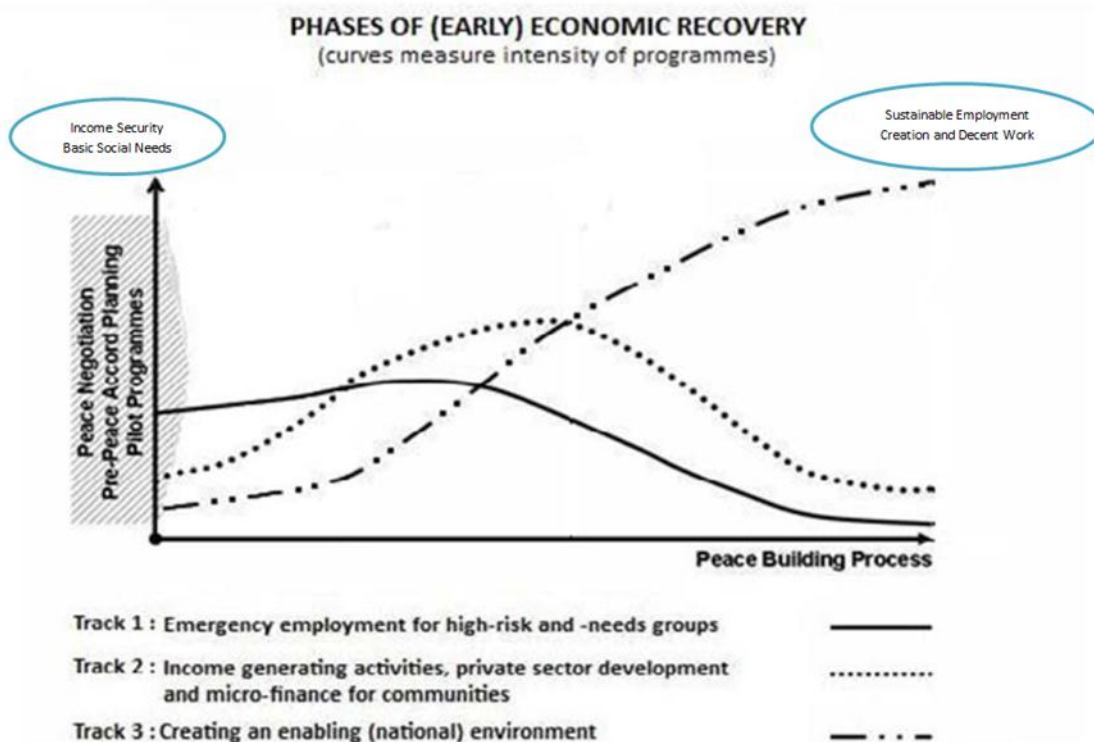 PHASES OF (EARLY) ECONOMIC RECOVERY
(curves measure intensity of programmes)
Income Security
Basic Social Needs
Sustainable Employment
Creation and Decent Work
Peace Negotiation
Pre-Peace Accord Planning
Pilot Programmes
Peace Building Process
Track 1 : Emergency employment for high-risk and -needs groups
Track 2 : Income generating activities, private sector development
and micro-finance for communities
Track 3 : Creating an enabling (national) environment